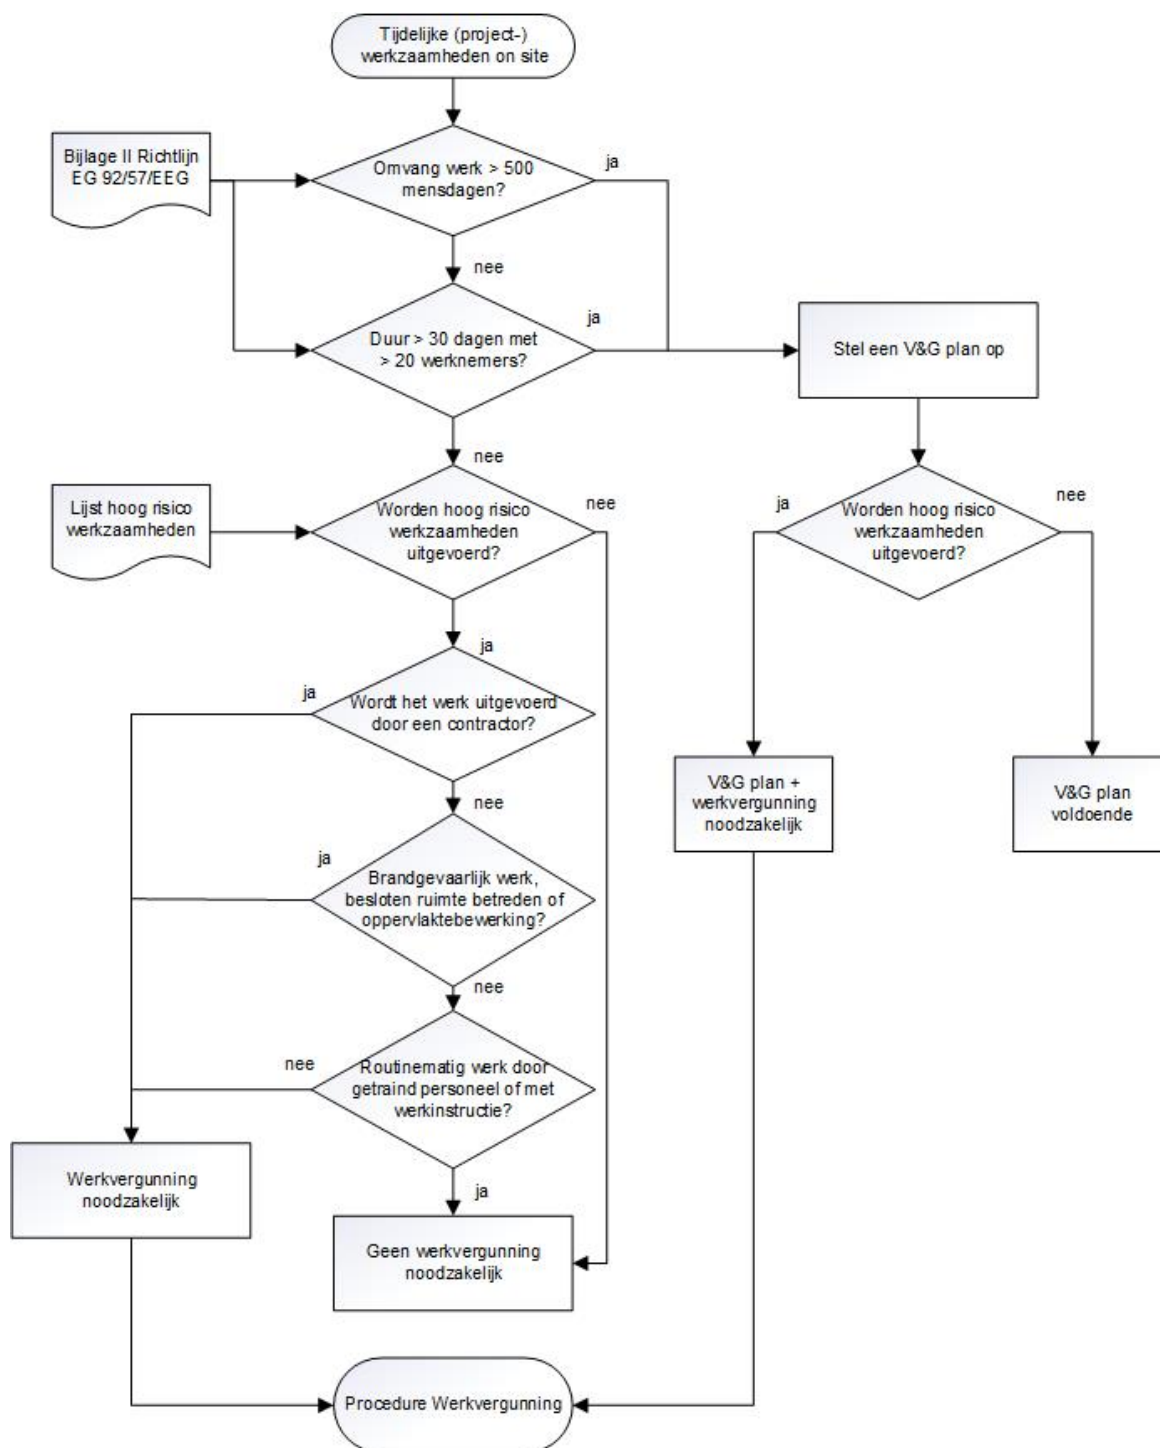 Tijdelijke (project-)
werkzaamheden on site
Bijlage II Richtlijn
EG 92/57/EEG
Omvang werk > 500
mensdagen?
ja
nee
Duur > 30 dagen met
> 20 werknemers?
ja
Stel een V&G plan op
nee
Lijst hoog risico
werkzaamheden
Worden hoog risico
werkzaamheden
uitgevoerd?
nee
ja
Worden hoog risico
werkzaamheden
uitgevoerd?
nee
ja
ja
Wordt het werk uitgevoerd
door een contractor?
nee
V&G plan +
werkvergunning
noodzakelijk
V&G plan
voldoende
ja
Brandgevaarlijk werk,
besloten ruimte betreden of
oppervlaktebewerking?
nee
nee
Routinematig werk door
getraind personeel of met
werkinstructie?
ja
Werkvergunning
noodzakelijk
Geen werkvergunning
noodzakelijk
Procedure Werkvergunning